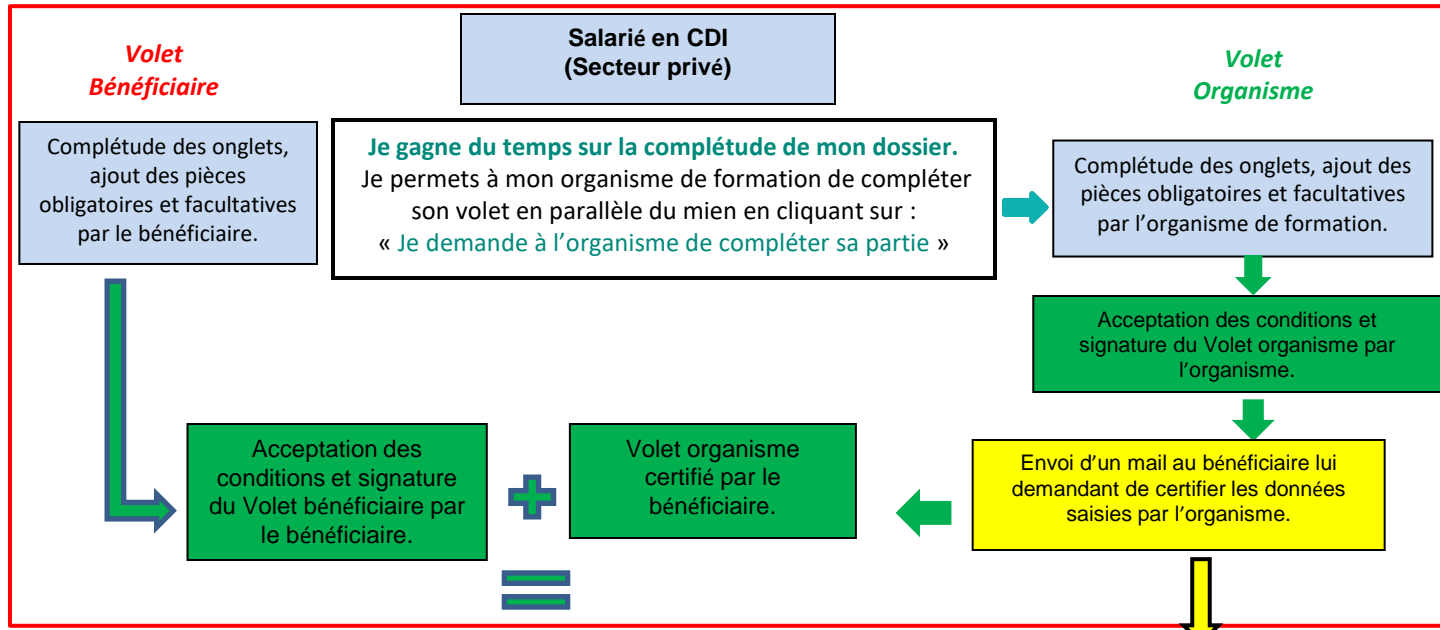 Salarié en CDI
(Secteur privé)
Volet
Bénéficiaire
Volet
Organisme
Complétude des onglets,
ajout des pièces
obligatoires et facultatives
par le bénéficiaire.
Je gagne du temps sur la complétude de mon dossier.
Je permets à mon organisme de formation de compléter
son volet en parallèle du mien en cliquant sur :
« Je demande à l’organisme de compléter sa partie »
Complétude des onglets, ajout des
pièces obligatoires et facultatives
par l’organisme de formation.
Acceptation des conditions et
signature du Volet organisme par
l’organisme.
Acceptation des
conditions et signature
du Volet bénéficiaire par
le bénéficiaire.
Volet organisme
certifié par le
bénéficiaire.
Envoi d’un mail au bénéficiaire lui
demandant de certifier les données
saisies par l’organisme.